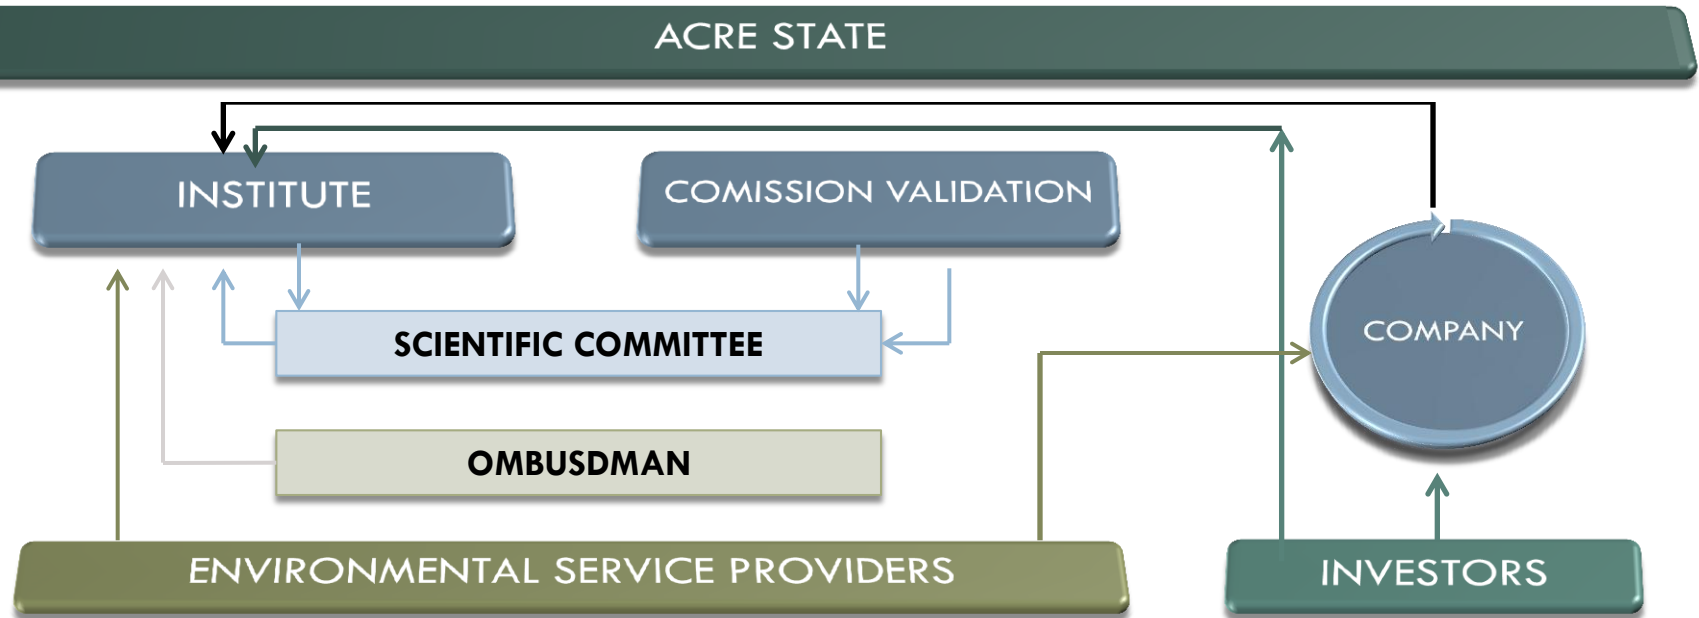 ACRE STATE
INSTITUTE
COMISSION VALIDATION
COMPANY
SCIENTIFIC COMMITTEE
OMBUSDMAN
ENVIRONMENTAL SERVICE PROVIDERS
INVESTORS